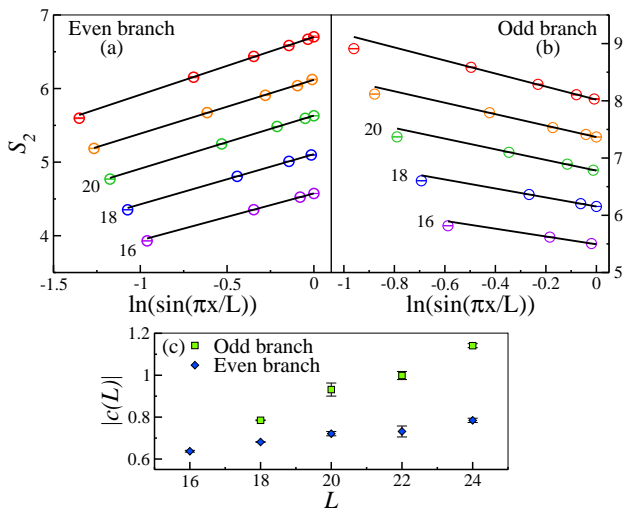 Even branch
(a)
Odd branch
(b)
7
6
5
4
S₂
20
18
16
20
18
16
9
8
7
6
5
-1.5 -1 -0.5 0
-1 -0.8 -0.6 -0.4 -0.2 0
ln(sin(πx/L))
ln(sin(πx/L))
(c)
Odd branch
Even branch
1.2
1
0.8
0.6
|c(L)|
16 18 20 22 24
L